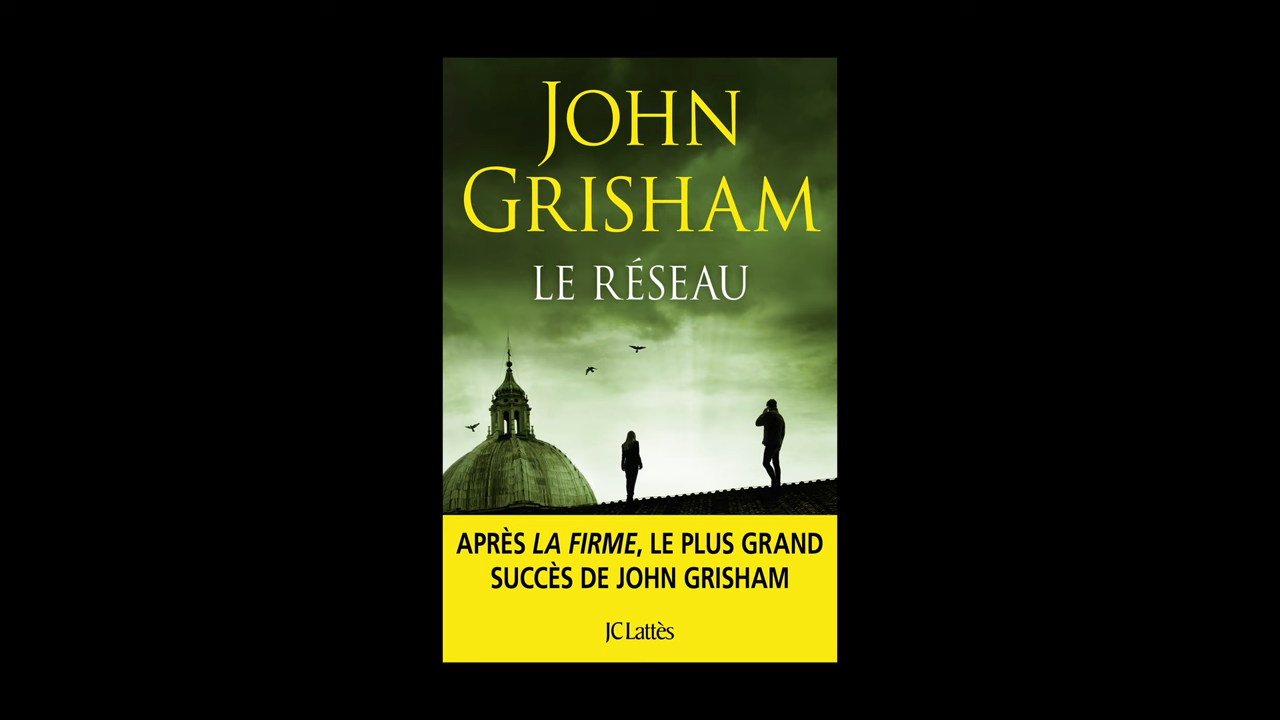 JOHN
GRISHAM
LE RÉSEAU
APRÈS LA FIRME, LE PLUS GRAND
SUCCÈS DE JOHN GRISHAM
JC Lattès